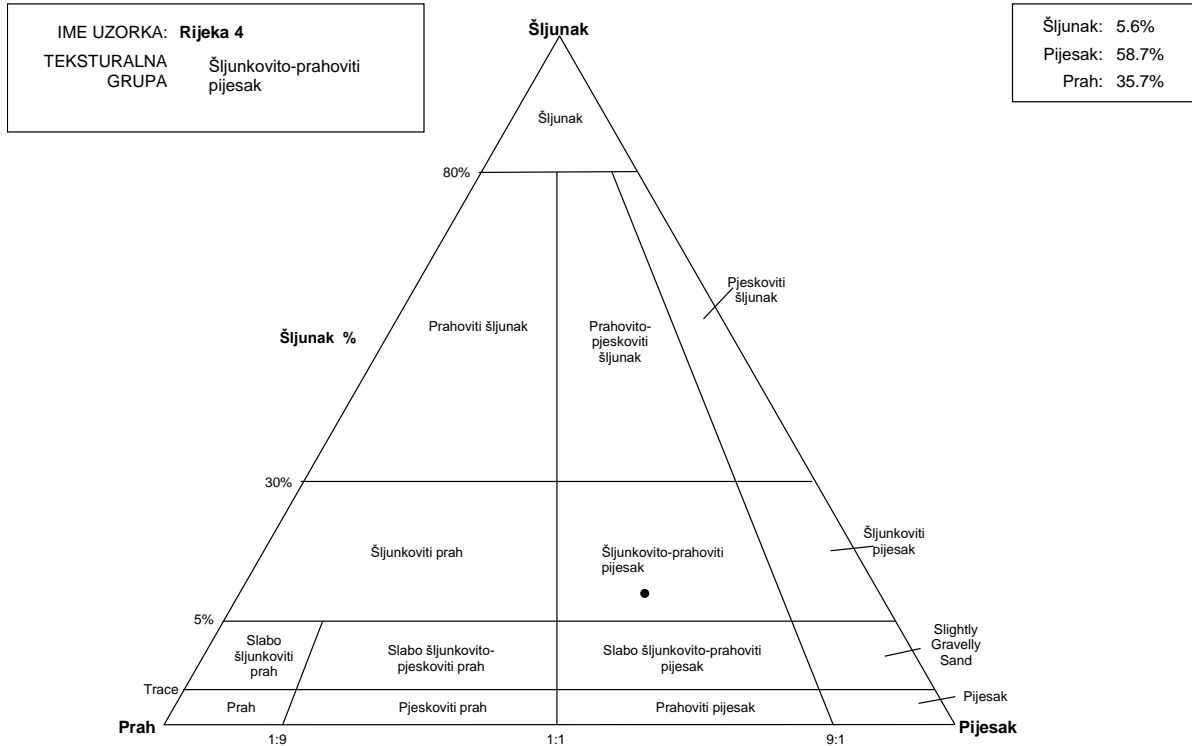 IME UZORKA: Rijeka 4
TEKSTURALNA
GRUPA
Šljunkovito-prahoviti
pijesak
Šljunak: 5.6%
Pijesak: 58.7%
Prah: 35.7%
Šljunak
Šljunak
80%
Pjeskoviti
šljunak
Šljunak %
Prahoviti šljunak
Prahovito-
pjeskoviti
šljunak
30%
Šljunkoviti prah
Šljunkovito-prahoviti
pijesak
Šljunkoviti
pijesak
5%
Slabo
šljunkoviti
prah
Slabo šljunkovito-
pjeskoviti prah
Slabo šljunkovito-prahoviti
pijesak
Slightly
Gravelly
Sand
Trace
Prah
Pjeskoviti prah
Prahoviti pijesak
Pijesak
Prah
Pijesak
1:9
1:1
9:1